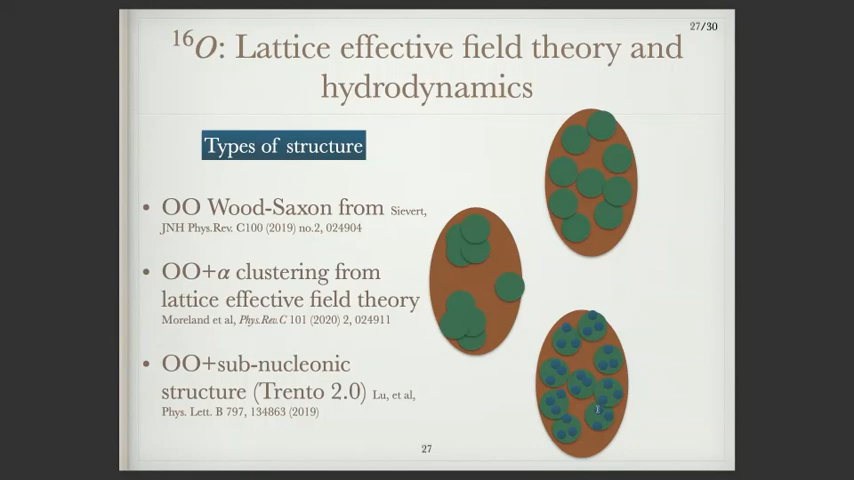 27/30
¹⁶O: Lattice effective field theory and
hydrodynamics
Types of structure
• OO Wood-Saxon from Sievert,
JNH Phys.Rev. C100 (2019) no.2, 024904
• OO+α clustering from
lattice effective field theory
Moreland et al, Phys.Rev.C 101 (2020) 2, 024911
• OO+sub-nucleonic
structure (Trento 2.0) Lu, et al,
Phys. Lett. B 797, 134863 (2019)
27